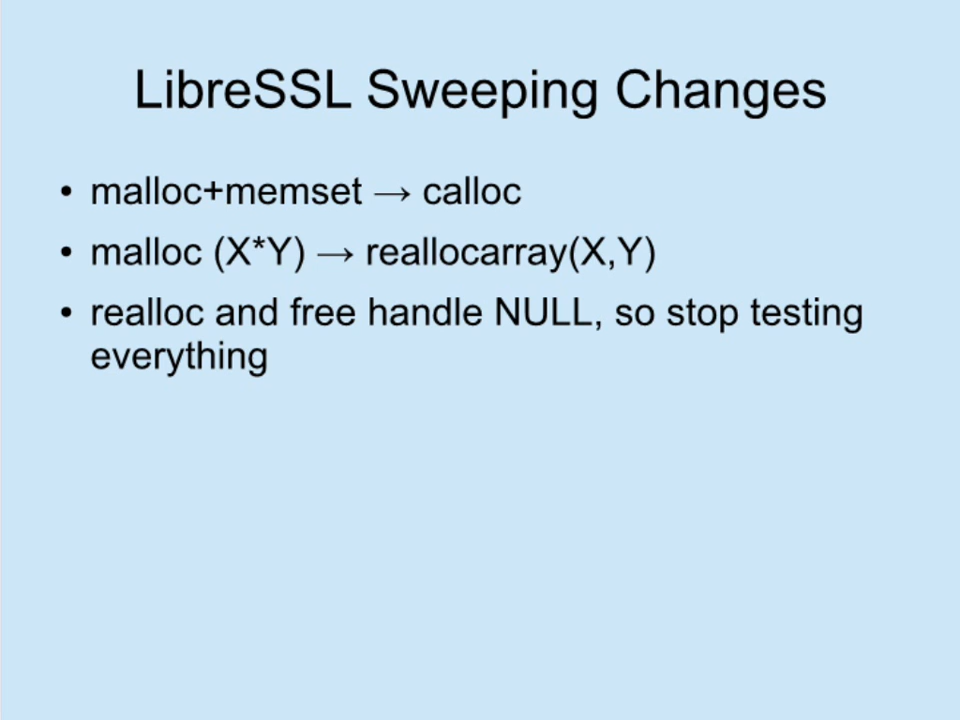 LibreSSL Sweeping Changes
• malloc+memset → calloc
• malloc (X*Y) → reallocarray(X,Y)
• realloc and free handle NULL, so stop testing
everything